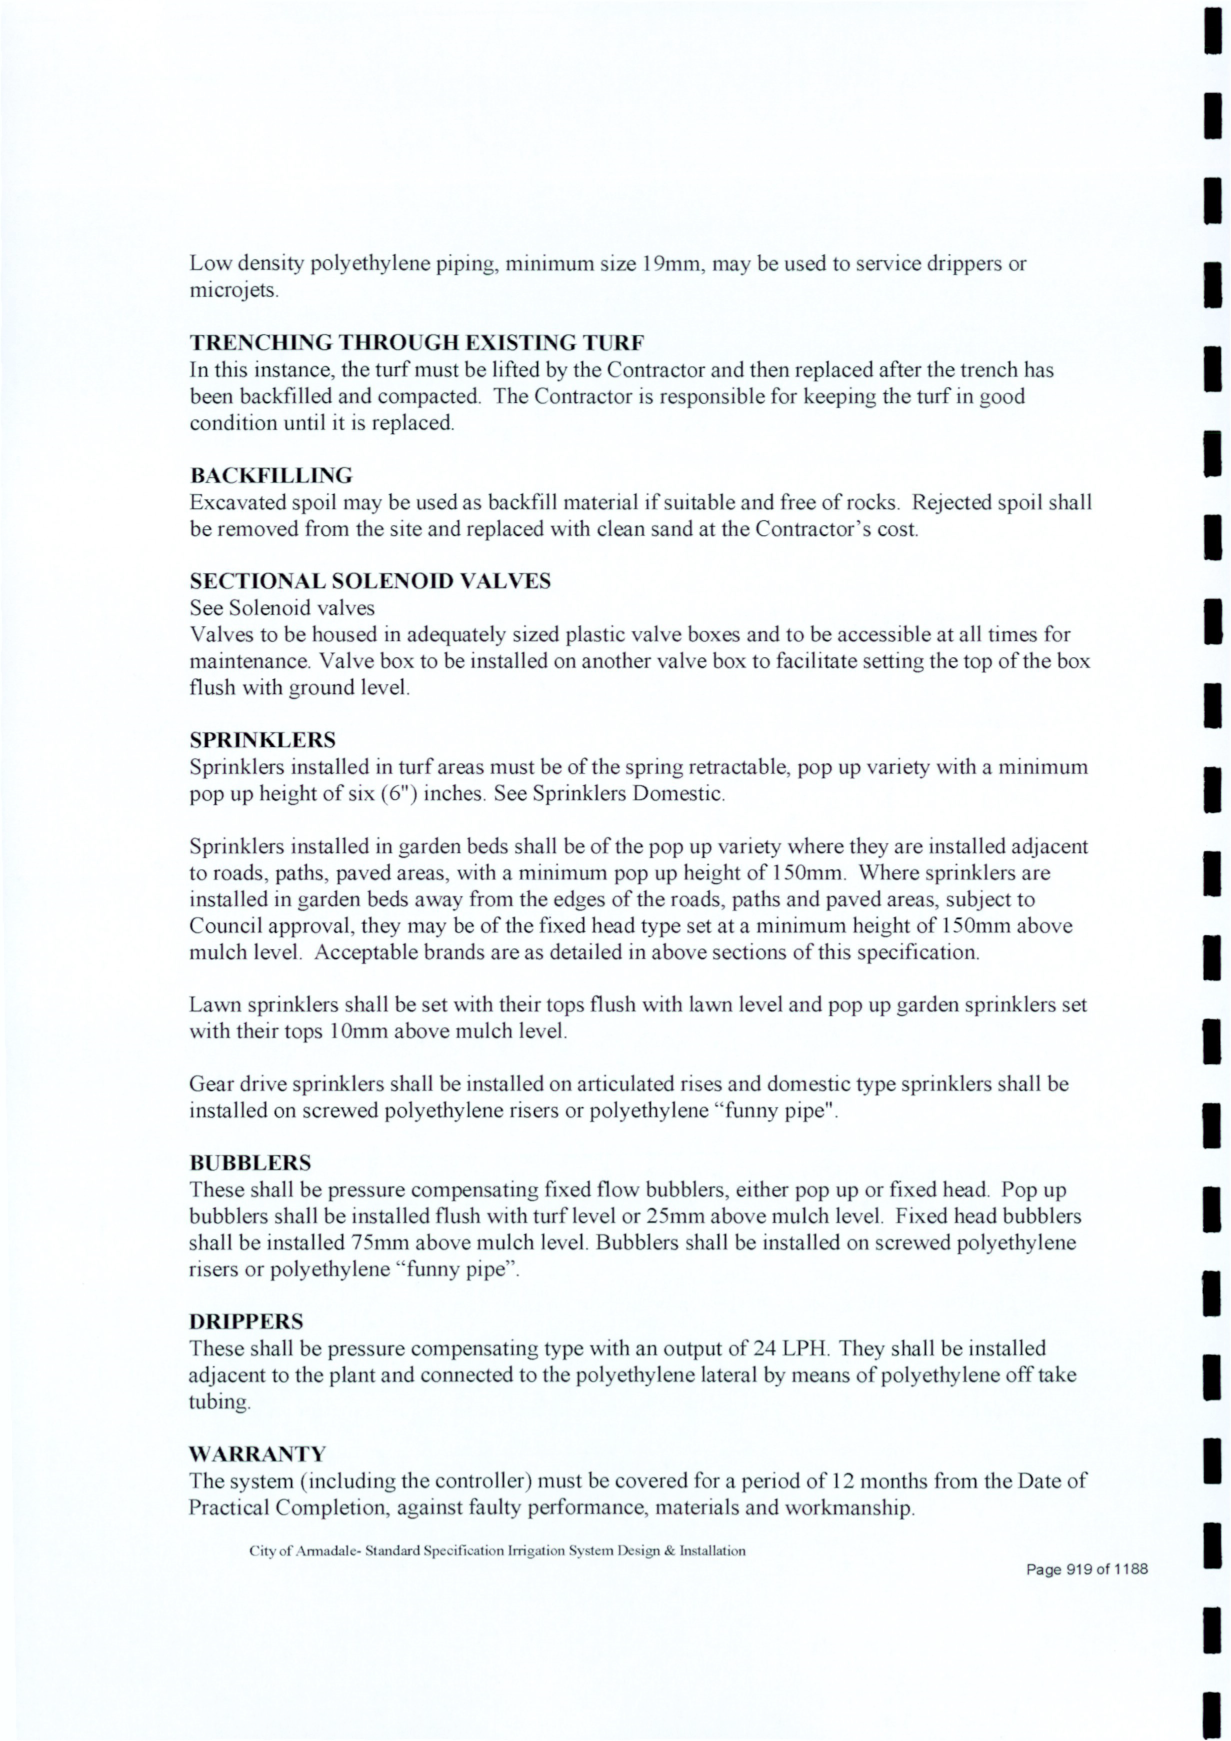 Low density polyethylene piping, minimum size 19mm, may be used to service drippers or
microjets.
TRENCHING THROUGH EXISTING TURF
In this instance, the turf must be lifted by the Contractor and then replaced after the trench has
been backfilled and compacted. The Contractor is responsible for keeping the turf in good
condition until it is replaced.
BACKFILLING
Excavated spoil may be used as backfill material if suitable and free of rocks. Rejected spoil shall
be removed from the site and replaced with clean sand at the Contractor's cost.
SECTIONAL SOLENOID VALVES
See Solenoid valves
Valves to be housed in adequately sized plastic valve boxes and to be accessible at all times for
maintenance. Valve box to be installed on another valve box to facilitate setting the top of the box
flush with ground level.
SPRINKLERS
Sprinklers installed in turf areas must be of the spring retractable, pop up variety with a minimum
pop up height of six (6") inches. See Sprinklers Domestic.
Sprinklers installed in garden beds shall be of the pop up variety where they are installed adjacent
to roads, paths, paved areas, with a minimum pop up height of 150mm. Where sprinklers are
installed in garden beds away from the edges of the roads, paths and paved areas, subject to
Council approval, they may be of the fixed head type set at a minimum height of 150mm above
mulch level. Acceptable brands are as detailed in above sections of this specification.
Lawn sprinklers shall be set with their tops flush with lawn level and pop up garden sprinklers set
with their tops 10mm above mulch level.
Gear drive sprinklers shall be installed on articulated rises and domestic type sprinklers shall be
installed on screwed polyethylene risers or polyethylene “funny pipe".
BUBBLERS
These shall be pressure compensating fixed flow bubblers, either pop up or fixed head. Pop up
bubblers shall be installed flush with turf level or 25mm above mulch level. Fixed head bubblers
shall be installed 75mm above mulch level. Bubblers shall be installed on screwed polyethylene
risers or polyethylene “funny pipe”.
DRIPPERS
These shall be pressure compensating type with an output of 24 LPH. They shall be installed
adjacent to the plant and connected to the polyethylene lateral by means of polyethylene off take
tubing.
WARRANTY
The system (including the controller) must be covered for a period of 12 months from the Date of
Practical Completion, against faulty performance, materials and workmanship.
City of Armadale- Standard Specification Irrigation System Design & Installation
Page 919 of 1188